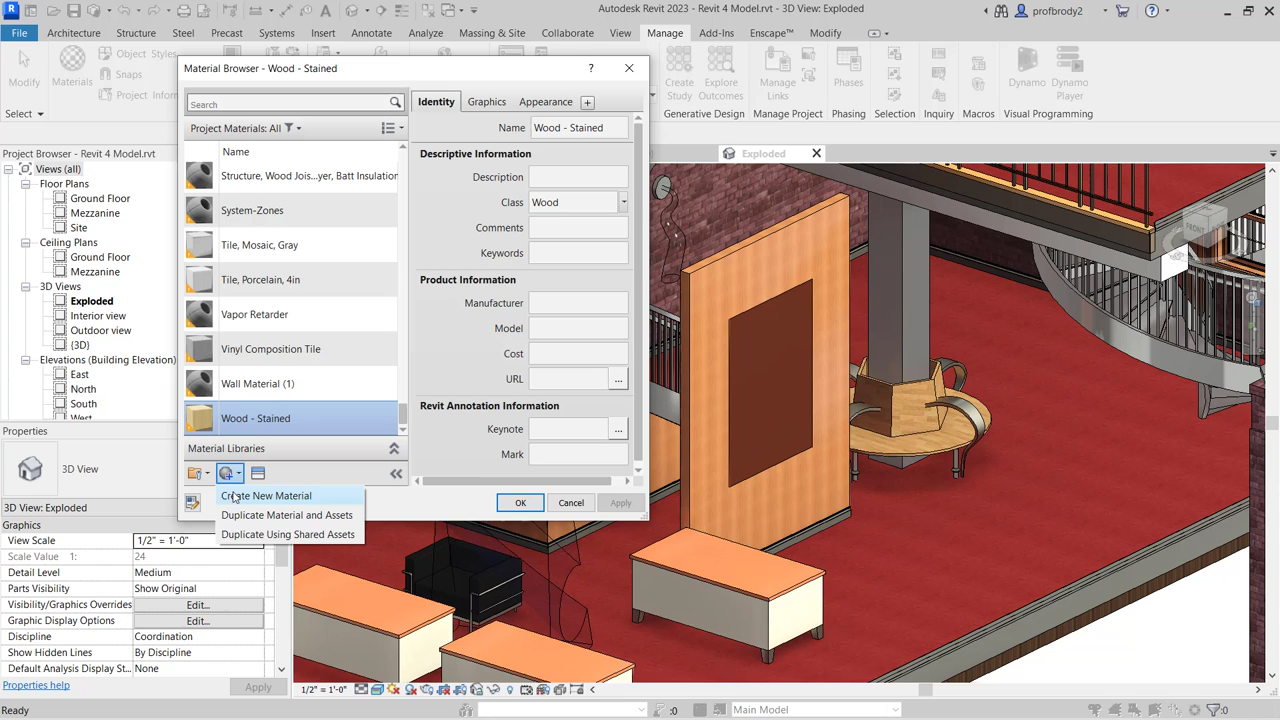 Autodesk Revit 2023 - Revit 4 Model.rvt - 3D View: Exploded
profbrody2
File Architecture Structure Steel Precast Systems Insert Annotate Analyze Massing & Site Collaborate View Manage Add-Ins Enscape™ Modify
Modify
Materials
Object Styles
Snaps
Project Inform
Create Study
Explore Outcomes
Manage Links
Phases
Dynamo
Dynamo Player
Select
Generative Design
Manage Project
Phasing
Selection
Inquiry
Macros
Visual Programming
Project Browser - Revit 4 Model.rvt
Views (all)
Floor Plans
Ground Floor
Mezzanine
Site
Ceiling Plans
Ground Floor
Mezzanine
3D Views
Exploded
Interior view
Outdoor view
{3D}
Elevations (Building Elevation)
East
North
South
West
Properties
3D View
3D View: Exploded
Graphics
View Scale 1/2" = 1'-0"
Scale Value 1: 24
Detail Level Medium
Parts Visibility Show Original
Visibility/Graphics Overrides Edit...
Graphic Display Options Edit...
Discipline Coordination
Show Hidden Lines By Discipline
Default Analysis Display St... None
Properties help
Apply
Ready
Material Browser - Wood - Stained
?
Search
Project Materials: All
Name
Structure, Wood Jois...yer, Batt Insulation
System-Zones
Tile, Mosaic, Gray
Tile, Porcelain, 4in
Vapor Retarder
Vinyl Composition Tile
Wall Material (1)
Wood - Stained
Material Libraries
Create New Material
Duplicate Material and Assets
Duplicate Using Shared Assets
Identity Graphics Appearance
Name Wood - Stained
Descriptive Information
Description
Class Wood
Comments
Keywords
Product Information
Manufacturer
Model
Cost
URL ...
Revit Annotation Information
Keynote ...
Mark
OK Cancel Apply
Exploded
FRONT
1/2" = 1'-0"
:0
Main Model
:0